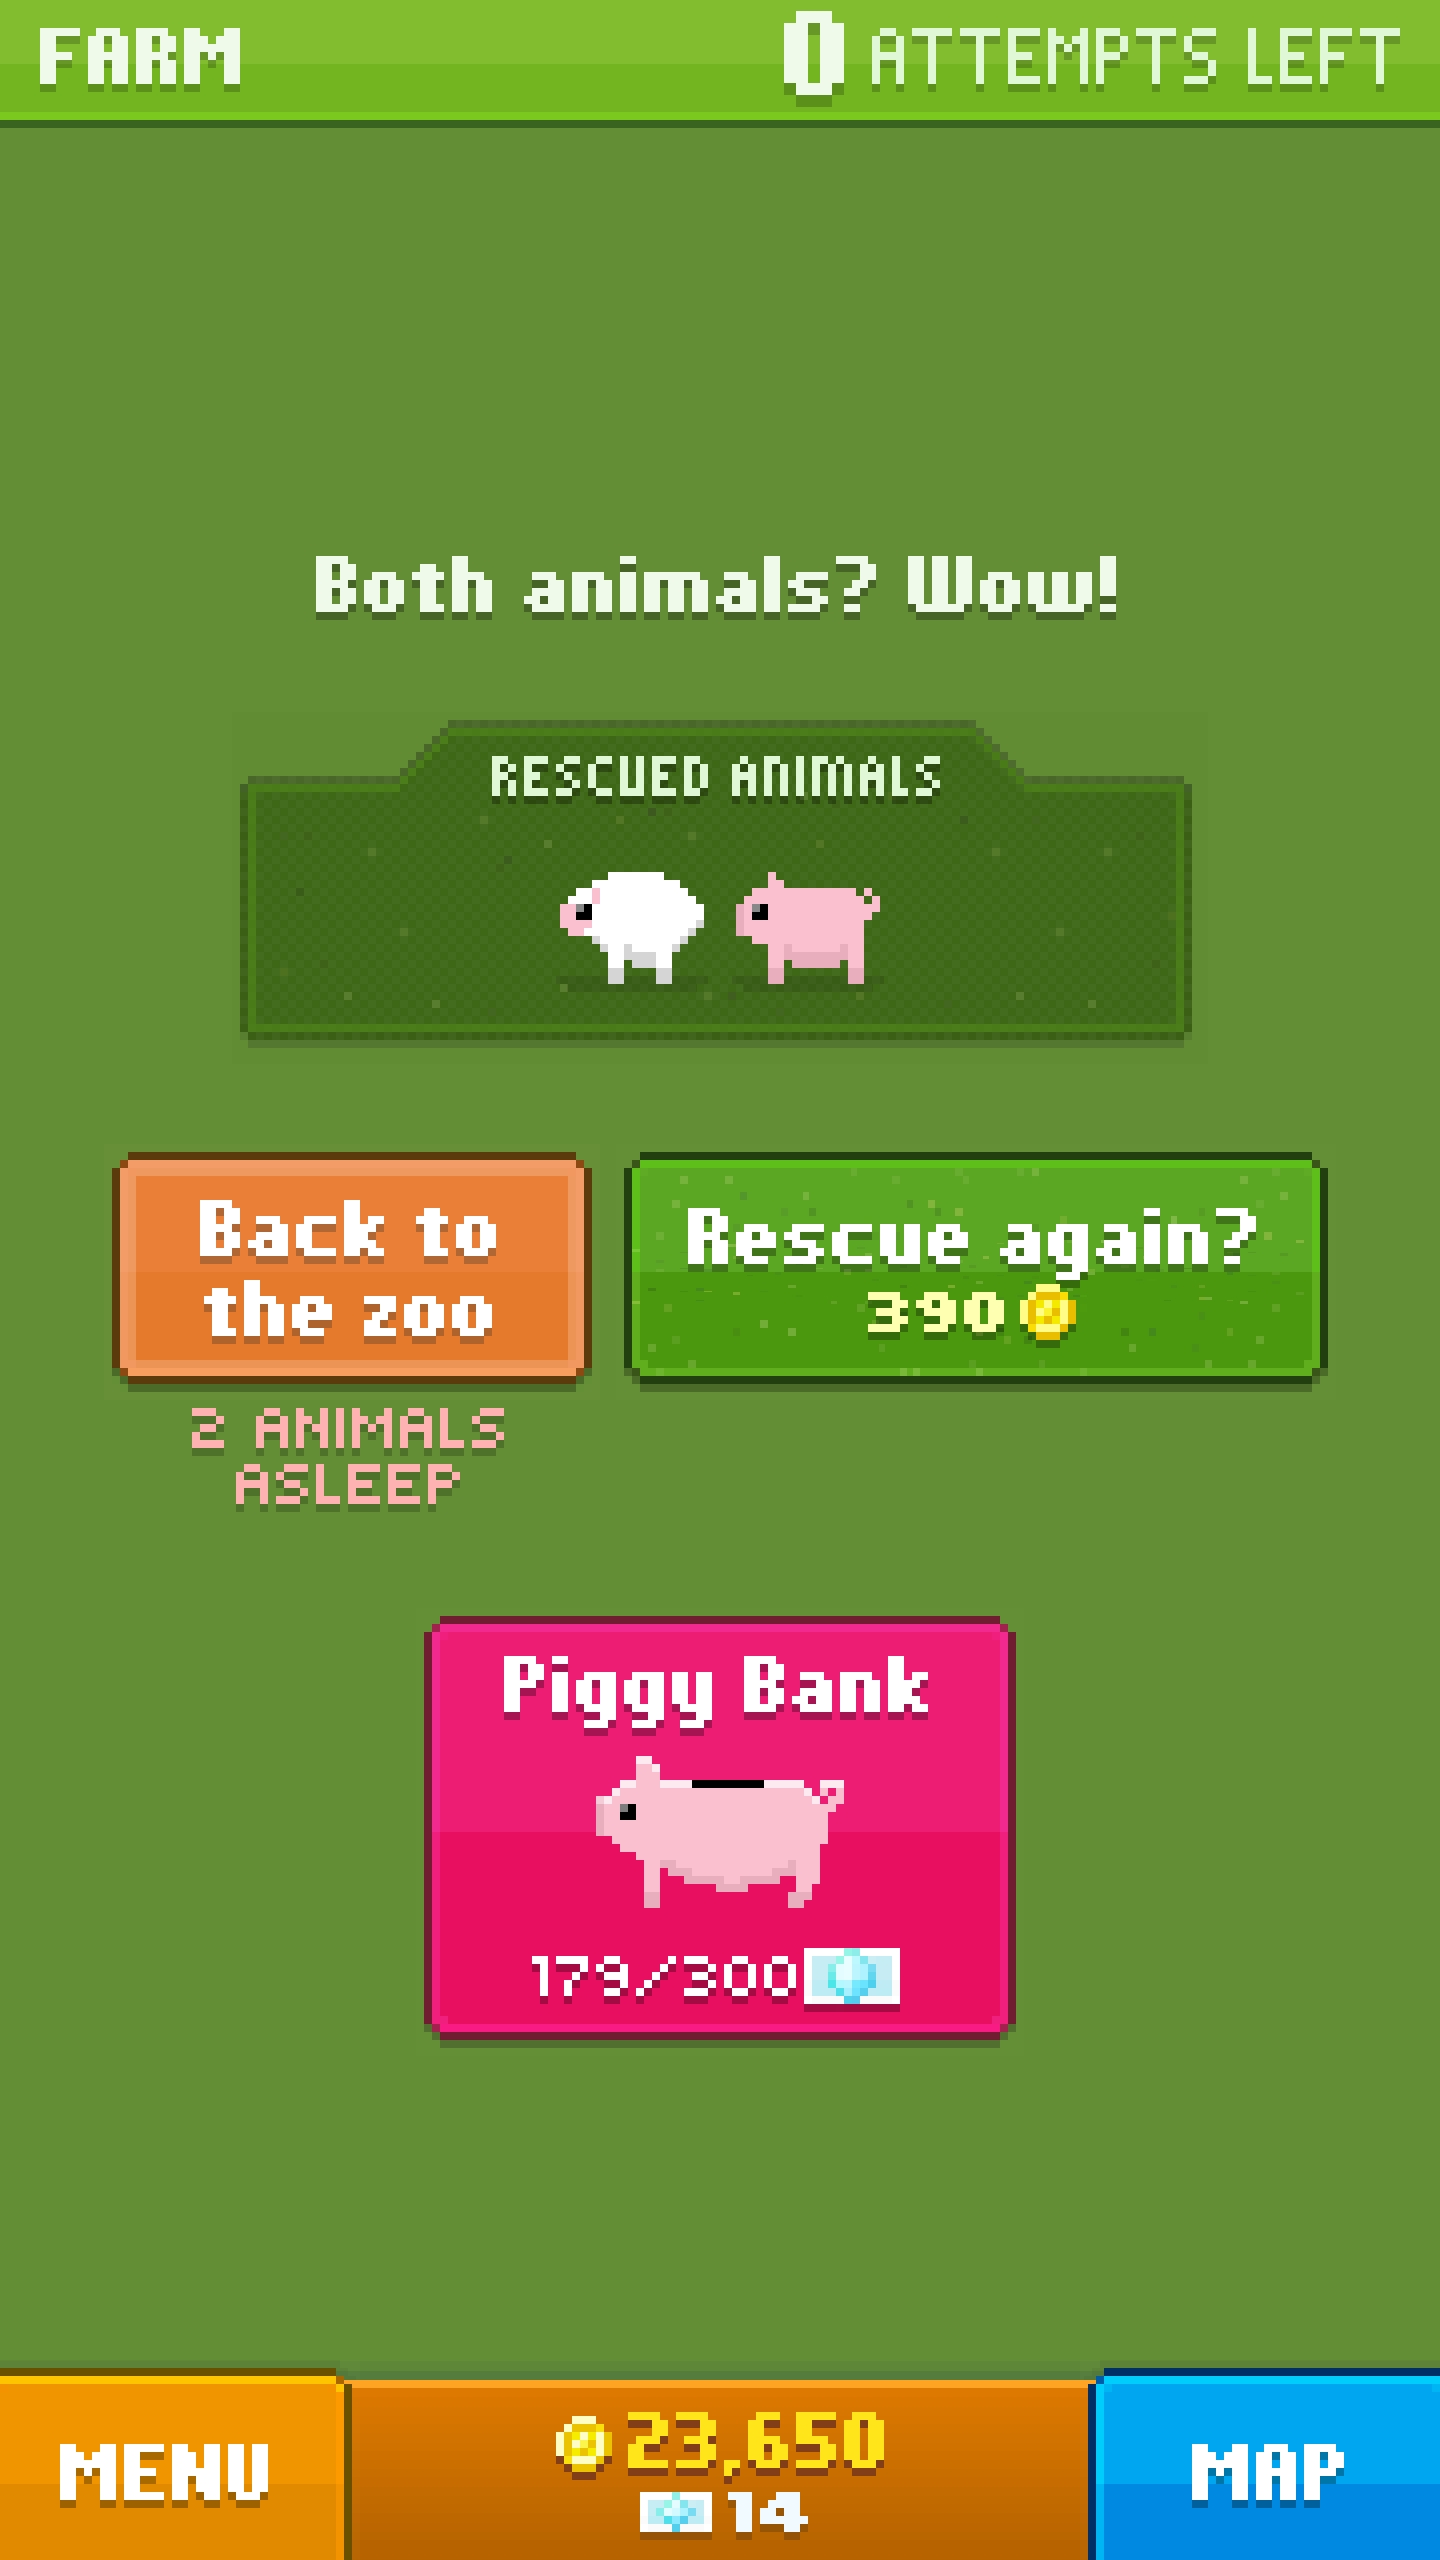 FARM
0 ATTEMPTS LEFT
Both animals? Wow!
RESCUED ANIMALS
Back to
the zoo
Rescue again?
390
2 ANIMALS
ASLEEP
Piggy Bank
179/300
MENU
23,650
14
MAP